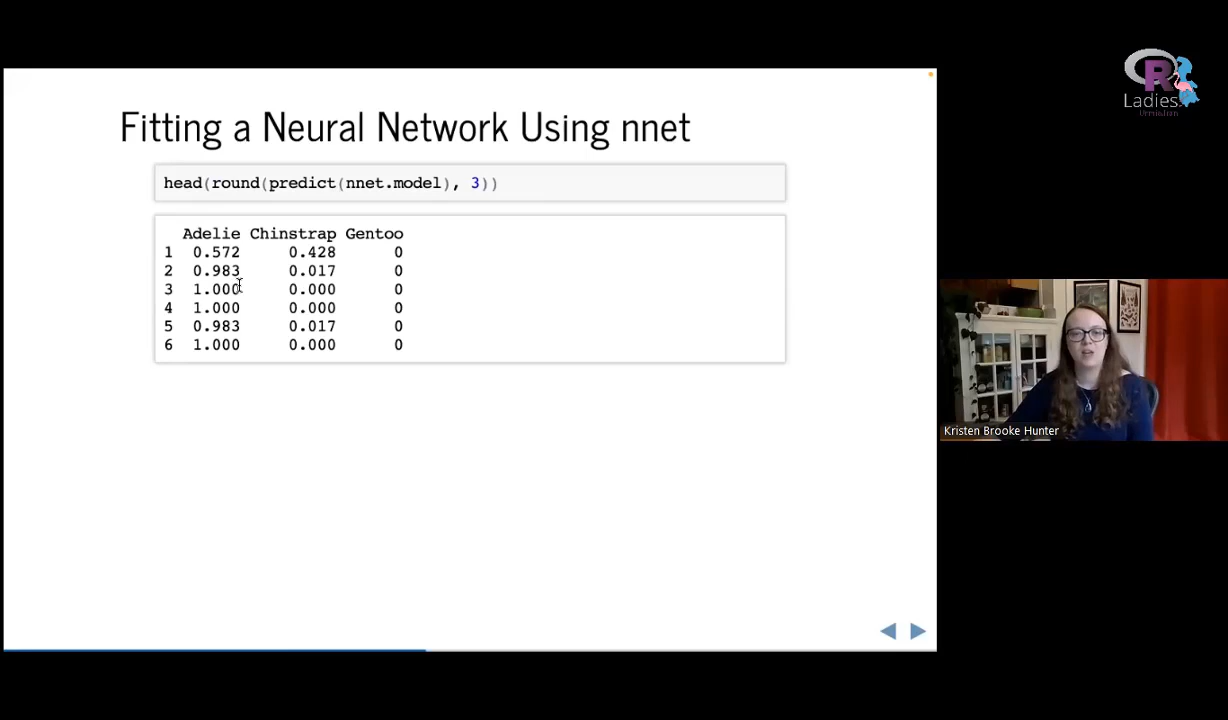 Fitting a Neural Network Using nnet
head(round(predict(nnet.model), 3))
Adelie Chinstrap Gentoo
1 0.572 0.428 0
2 0.983 0.017 0
3 1.000 0.000 0
4 1.000 0.000 0
5 0.983 0.017 0
6 1.000 0.000 0
R
Ladies
Kristen Brooke Hunter